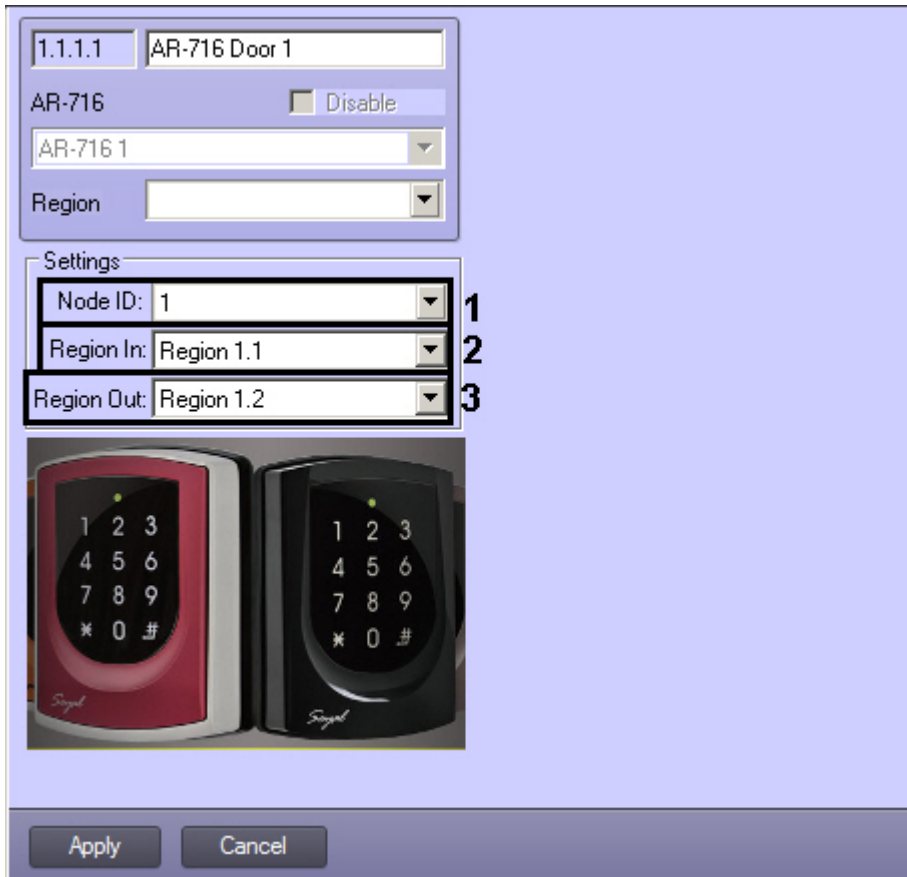 1.1.1.1 AR-716 Door 1
AR-716 Disable
AR-716 1
Region
Settings
Node ID: 1 1
Region In: Region 1.1 2
Region Out: Region 1.2 3
1 2 3 1 2 3
4 5 6 4 5 6
7 8 9 7 8 9
* 0 # * 0 #
Soyal Soyal
Apply Cancel